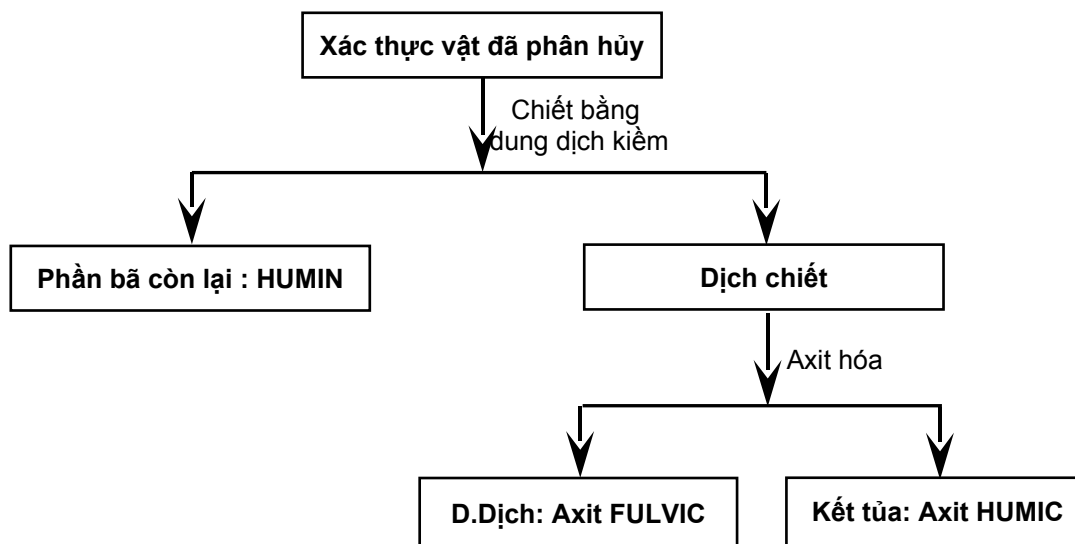 Xác thực vật đã phân hủy
Chiết bằng
dung dịch kiềm
Phần bã còn lại : HUMIN
Dịch chiết
Axit hóa
D.Dịch: Axit FULVIC
Kết tủa: Axit HUMIC